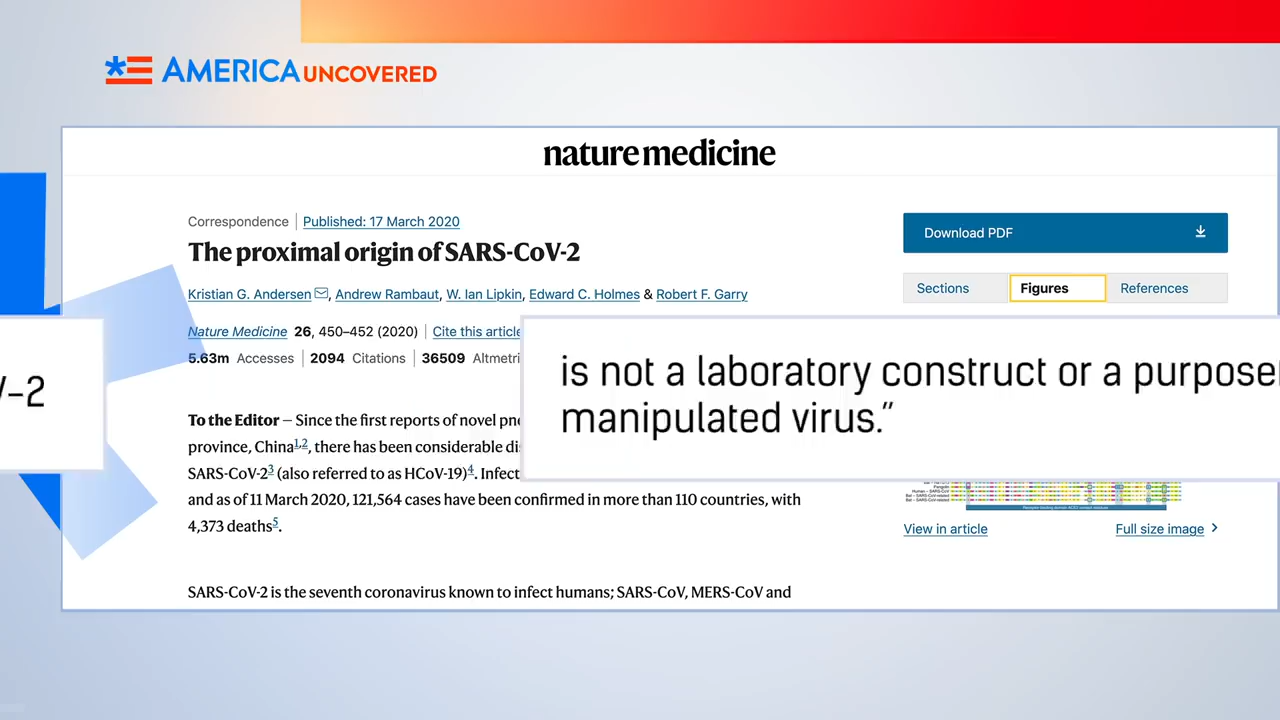 AMERICA UNCOVERED
nature medicine
Correspondence | Published: 17 March 2020
The proximal origin of SARS-CoV-2
Kristian G. Andersen, Andrew Rambaut, W. Ian Lipkin, Edward C. Holmes & Robert F. Garry
Nature Medicine 26, 450–452 (2020) | Cite this article
5.63m Accesses | 2094 Citations | 36509 Altmetri
Download PDF
Sections Figures References
V-2
is not a laboratory construct or a purpose
manipulated virus.”
To the Editor — Since the first reports of novel pne
province, China1,2, there has been considerable di
SARS-CoV-23 (also referred to as HCoV-19)4. Infect
and as of 11 March 2020, 121,564 cases have been confirmed in more than 110 countries, with
4,373 deaths5.
SARS-CoV-2 is the seventh coronavirus known to infect humans; SARS-CoV, MERS-CoV and
View in article
Full size image